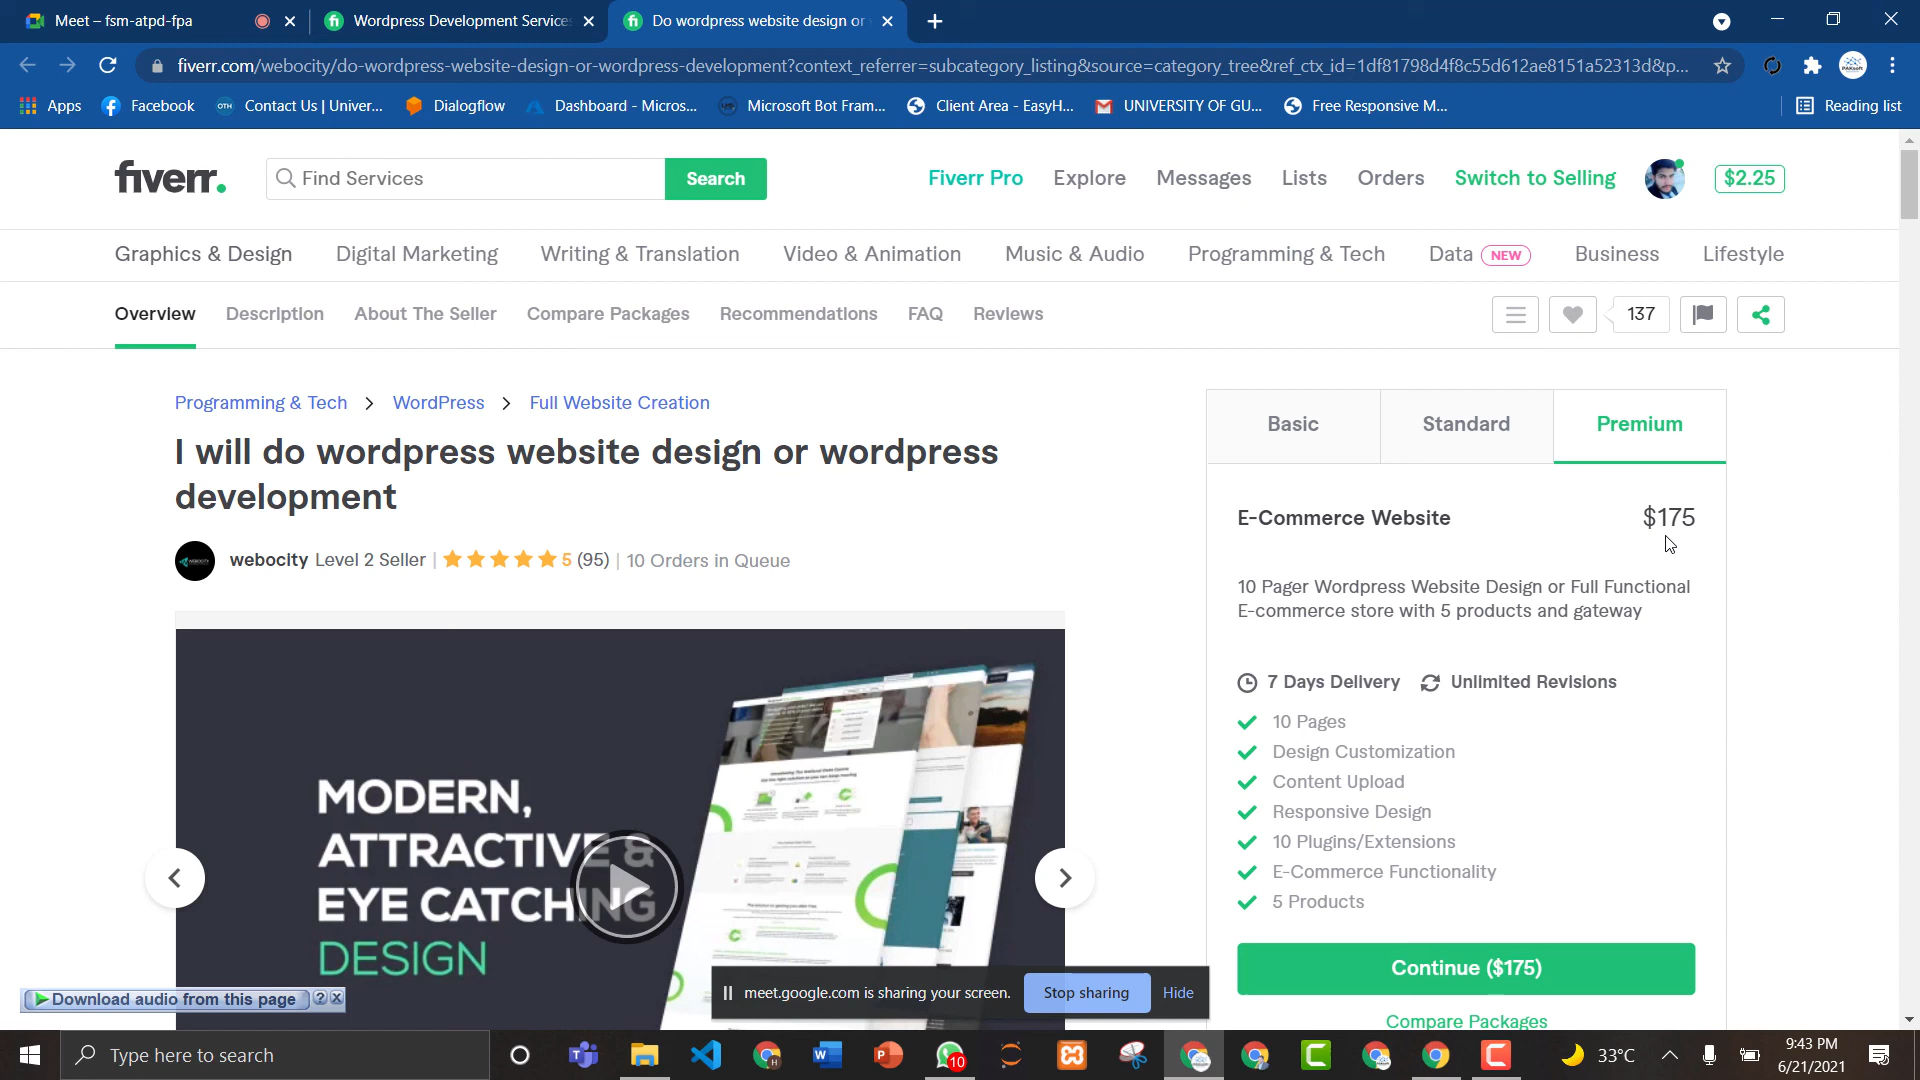 Meet – fsm-atpd-fpa
Wordpress Development Services
Do wordpress website design or
fiverr.com/webocity/do-wordpress-website-design-or-wordpress-development?context_referrer=subcategory_listing&source=category_tree&ref_ctx_id=1df81798d4f8c55d612ae8151a52313d&p...
Apps
Facebook
Contact Us | Univer...
Dialogflow
Dashboard - Micros...
Microsoft Bot Fram...
Client Area - EasyH...
UNIVERSITY OF GU...
Free Responsive M...
Reading list
fiverr.
Find Services
Search
Fiverr Pro
Explore
Messages
Lists
Orders
Switch to Selling
$2.25
Graphics & Design
Digital Marketing
Writing & Translation
Video & Animation
Music & Audio
Programming & Tech
Data NEW
Business
Lifestyle
Overview
Description
About The Seller
Compare Packages
Recommendations
FAQ
Reviews
137
Programming & Tech > WordPress > Full Website Creation
I will do wordpress website design or wordpress
development
webocity Level 2 Seller | 5 (95) | 10 Orders in Queue
MODERN,
ATTRACTIVE &
EYE CATCHING
DESIGN
Basic
Standard
Premium
E-Commerce Website
$175
10 Pager Wordpress Website Design or Full Functional
E-commerce store with 5 products and gateway
7 Days Delivery
Unlimited Revisions
10 Pages
Design Customization
Content Upload
Responsive Design
10 Plugins/Extensions
E-Commerce Functionality
5 Products
Continue ($175)
Compare Packages
Download audio from this page
meet.google.com is sharing your screen.
Stop sharing
Hide
Type here to search
10
33°C
9:43 PM
6/21/2021